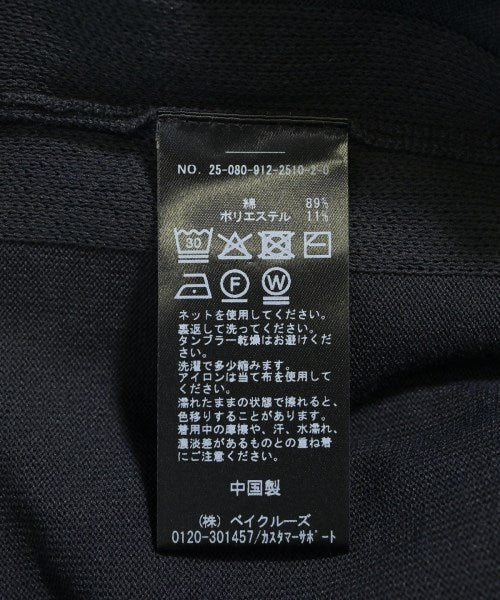 NO. 25-080-912-2510-2-0
綿 89%
ポリエステル 11%
30
F W
ネットを使用してください。
裏返して洗ってください。
タンブラー乾燥はお避けくださ
い。
洗濯で多少縮みます。
アイロンは当て布を使用して
ください。
濡れたままの状態で擦れると、
色移りすることがあります。
着用中の摩擦や、汗、水濡れ、
濃淡差があるものとの重ね着
にご注意ください。
中国製
(株) ベイクルーズ
0120-301457/カスタマーサポート